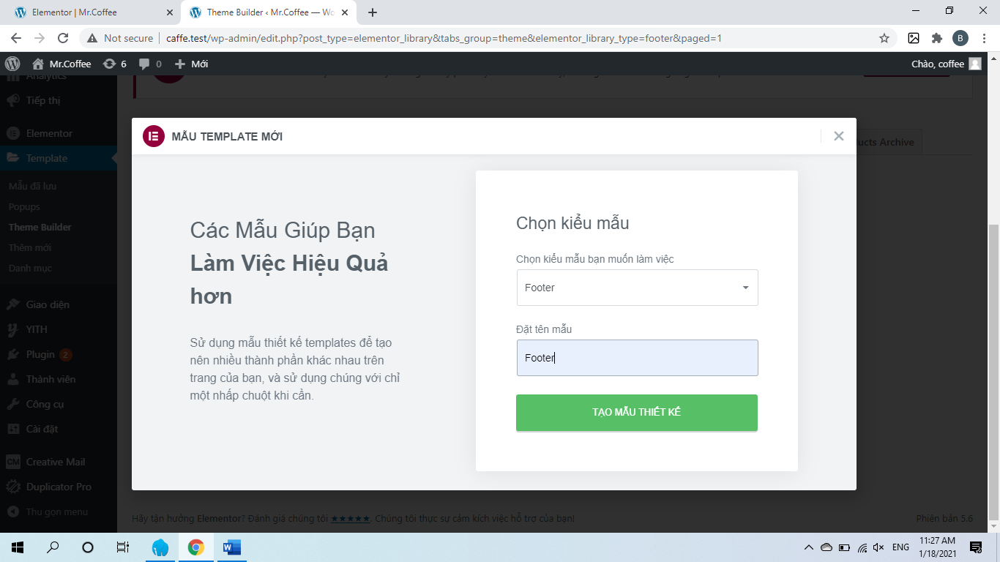 Elementor | Mr.Coffee
Theme Builder ‹ Mr.Coffee — Wo
Not secure
caffe.test/wp-admin/edit.php?post_type=elementor_library&tabs_group=theme&elementor_library_type=footer&paged=1
B
Mr.Coffee
6
0
Mới
Chào, coffee
Analytics
Tiếp thị
Elementor
Template
Mẫu đã lưu
Popups
Theme Builder
Thêm mới
Danh mục
Giao diện
YITH
Plugin 2
Thành viên
Công cụ
Cài đặt
Creative Mail
Duplicator Pro
Thu gọn menu
MẪU TEMPLATE MỚI
ucts Archive
Các Mẫu Giúp Bạn
Làm Việc Hiệu Quả
hơn
Sử dụng mẫu thiết kế templates để tạo
nên nhiều thành phần khác nhau trên
trang của bạn, và sử dụng chúng với chỉ
một nhấp chuột khi cần.
Chọn kiểu mẫu
Chọn kiểu mẫu bạn muốn làm việc
Footer
Đặt tên mẫu
Footer
TẠO MẪU THIẾT KẾ
Hãy tận hưởng Elementor? Đánh giá chúng tôi ★★★★★. Chúng tôi thực sự cảm kích việc hỗ trợ của bạn!
Phiên bản 5.6
ENG
11:27 AM
1/18/2021